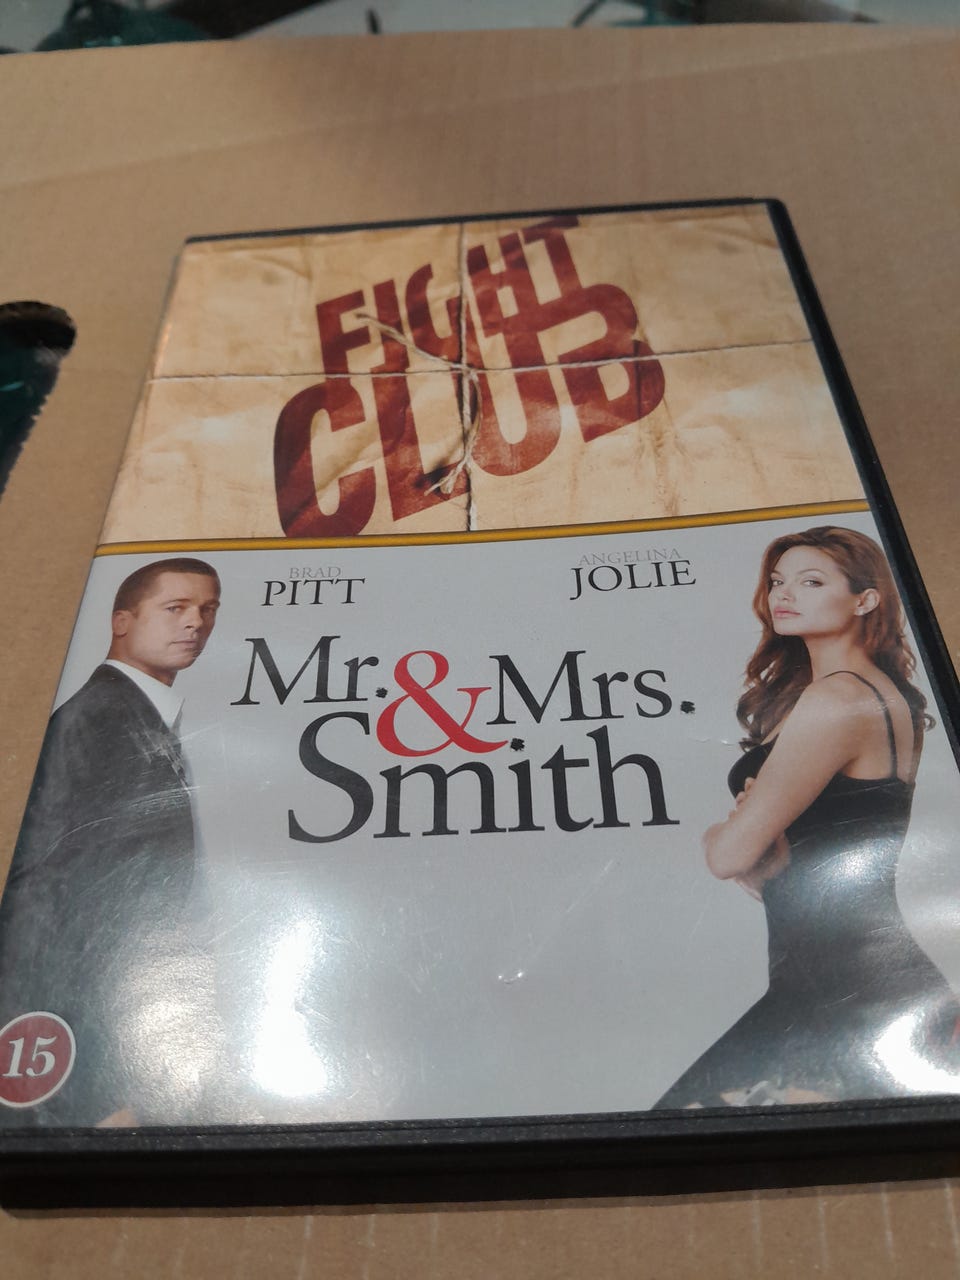 FIGHT
CLUB
BRAD
PITT
ANGELINA
JOLIE
Mr. & Mrs.
Smith
15